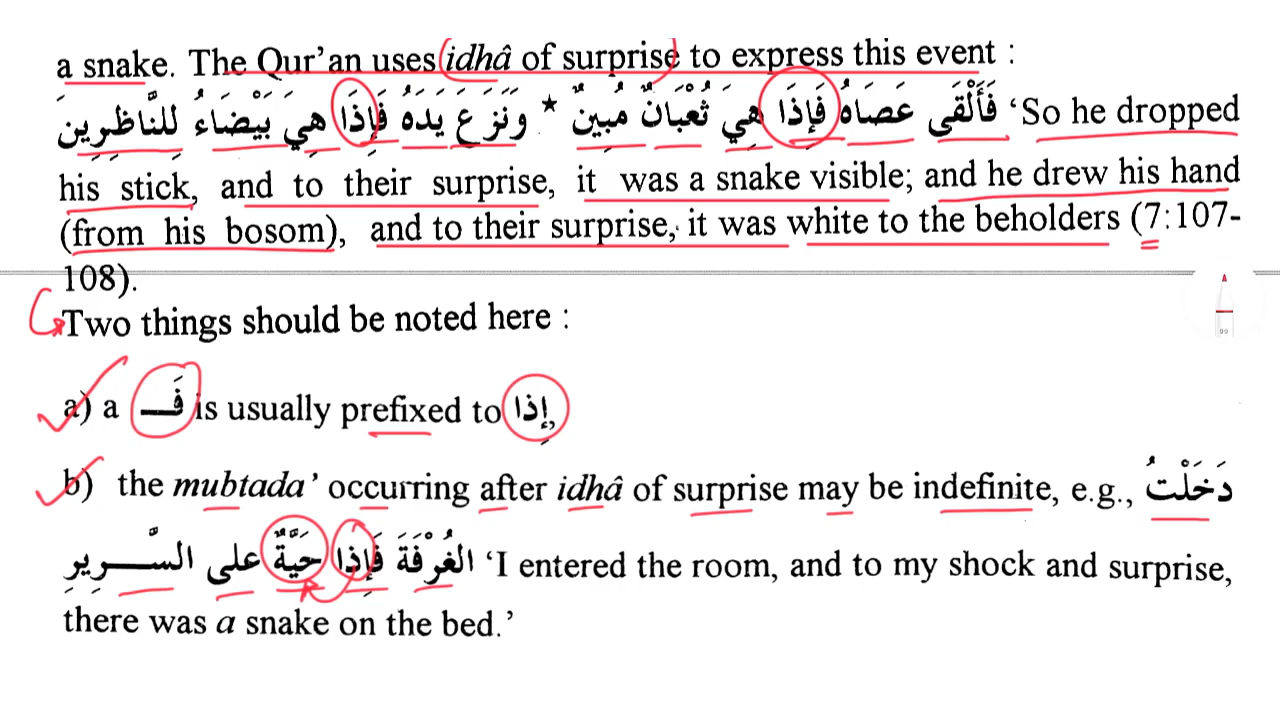 a snake. The Qur’an uses idhâ of surprise to express this event :
فَأَلْقَى عَصَاهُ فَإِذَا هِيَ ثُعْبَانٌ مُبِينٌ * وَنَزَعَ يَدَهُ فَإِذَا هِيَ بَيْضَاءُ لِلنَّاظِرِينَ ‘So he dropped
his stick, and to their surprise, it was a snake visible; and he drew his hand
(from his bosom), and to their surprise, it was white to the beholders (7:107-
108).
Two things should be noted here :
a) a فَـ is usually prefixed to إِذا
b) the mubtada’ occurring after idhâ of surprise may be indefinite, e.g., دَخَلْتُ
الغُرْفَةَ فَإِذا حَيَّةٌ على السَّرِيرِ ‘I entered the room, and to my shock and surprise,
there was a snake on the bed.’